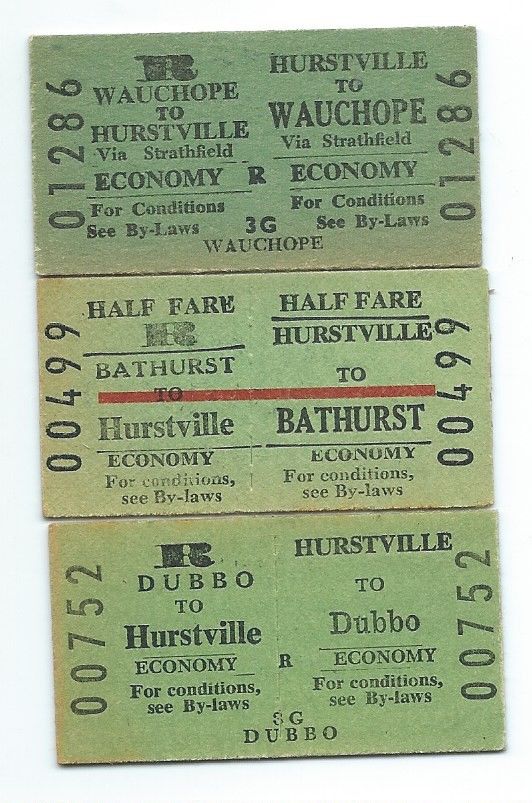 01286
R
WAUCHOPE
TO
HURSTVILLE
Via Strathfield
ECONOMY
For Conditions
See By-Laws
R
3G
WAUCHOPE
HURSTVILLE
TO
WAUCHOPE
Via Strathfield
ECONOMY
For Conditions
See By-Laws
01286
00499
HALF FARE
HR
BATHURST
TO
Hurstville
ECONOMY
For conditions,
see By-laws
HALF FARE
HURSTVILLE
TO
BATHURST
ECONOMY
For conditions,
see By-laws
00499
00752
R
DUBBO
TO
Hurstville
ECONOMY
For conditions,
see By-laws
R
3G
DUBBO
HURSTVILLE
TO
Dubbo
ECONOMY
For conditions,
see By-laws
00752